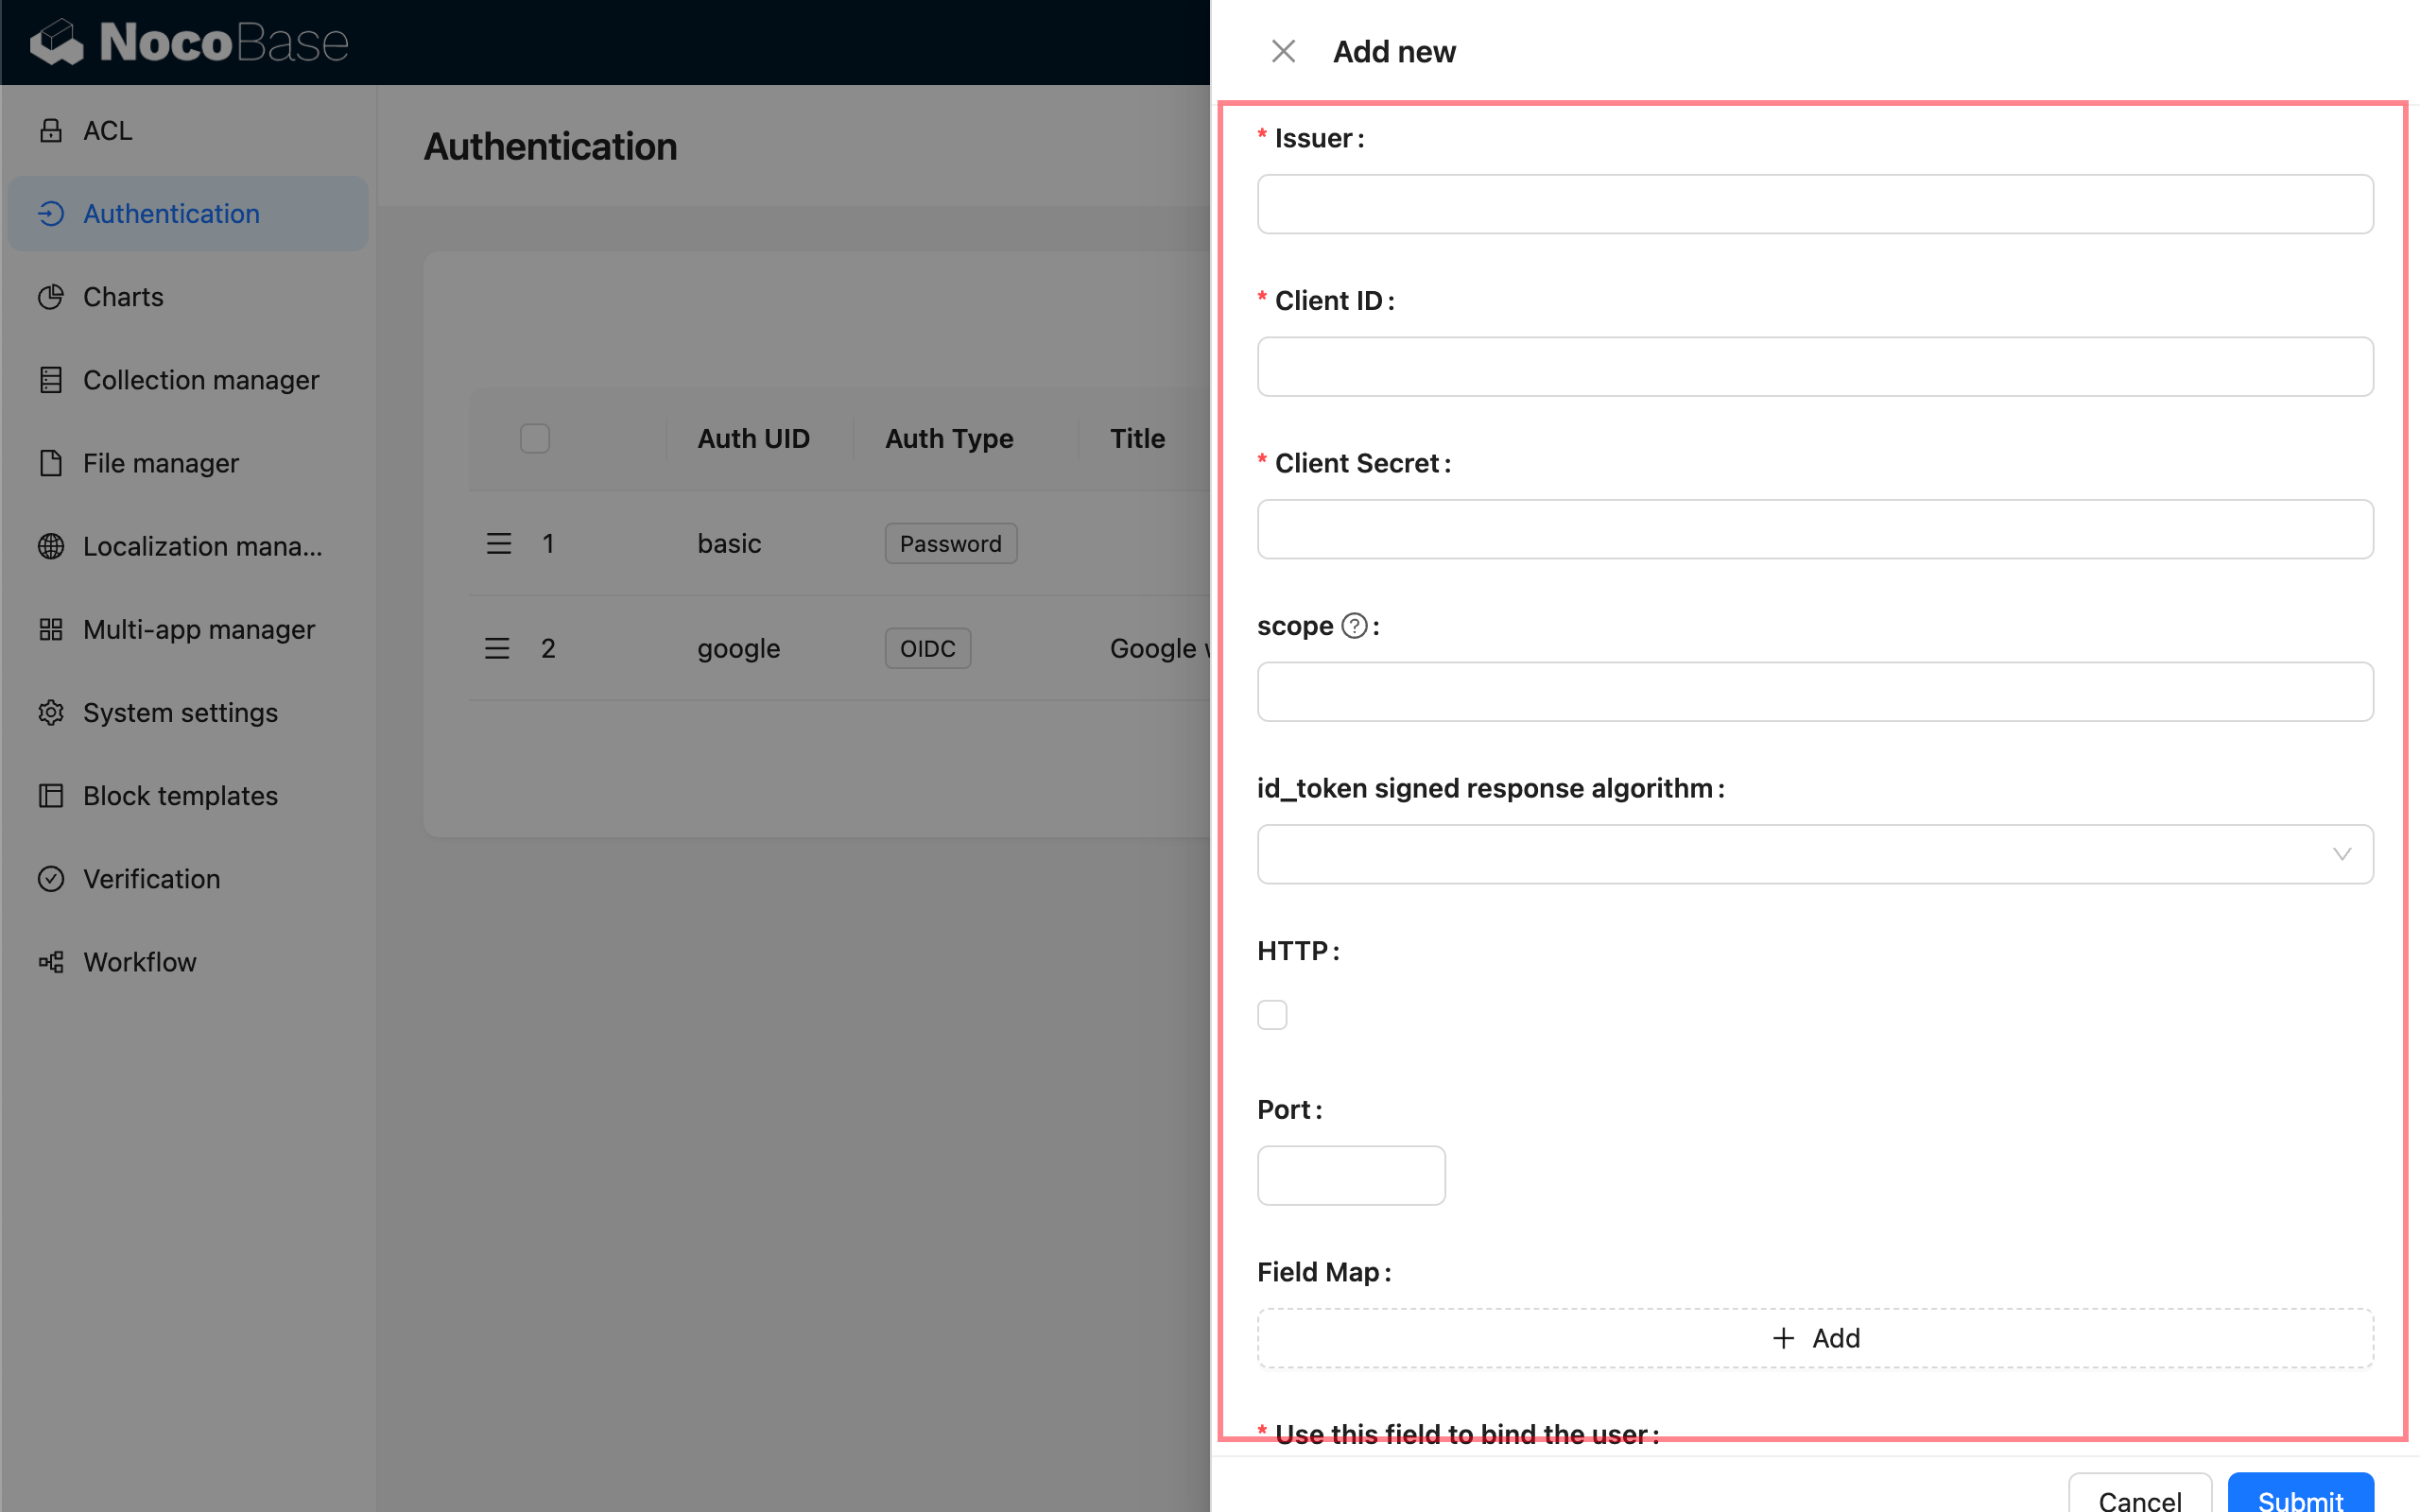 NocoBase
ACL
Authentication
Charts
Collection manager
File manager
Localization mana...
Multi-app manager
System settings
Block templates
Verification
Workflow
Authentication
Auth UID Auth Type Title
1 basic Password
2 google OIDC Google
Add new
* Issuer :
* Client ID :
* Client Secret :
scope ? :
id_token signed response algorithm :
HTTP :
Port :
Field Map :
+ Add
* Use this field to bind the user :
Cancel Submit